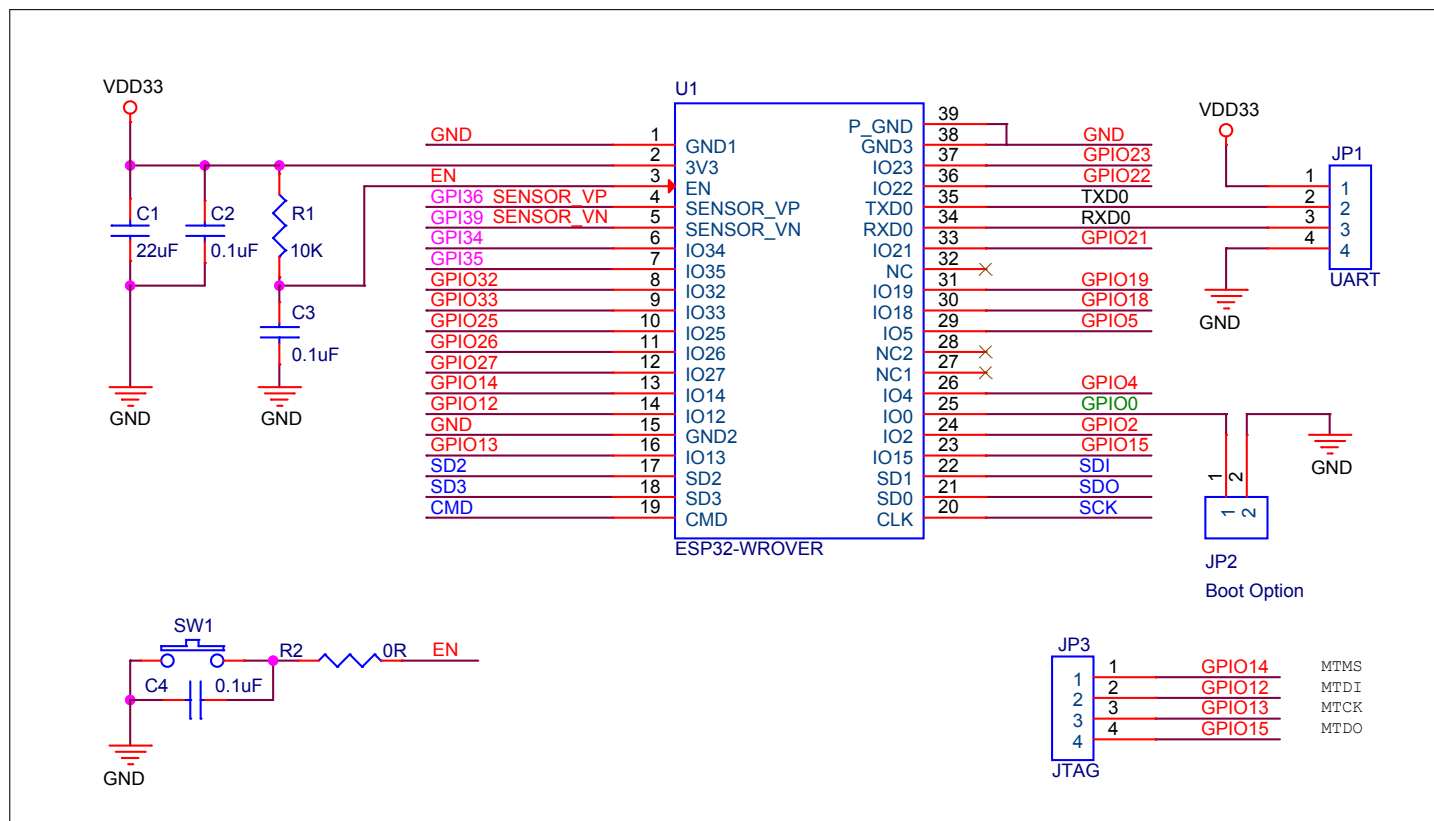 VDD33
C1
22uF
C2
0.1uF
R1
10K
C3
0.1uF
GND
GND
U1
ESP32-WROVER
GND 1 GND1
2 3V3
EN 3 EN
GPI36 SENSOR_VP 4 SENSOR_VP
GPI39 SENSOR_VN 5 SENSOR_VN
GPI34 6 IO34
GPI35 7 IO35
GPIO32 8 IO32
GPIO33 9 IO33
GPIO25 10 IO25
GPIO26 11 IO26
GPIO27 12 IO27
GPIO14 13 IO14
GPIO12 14 IO12
GND 15 GND2
GPIO13 16 IO13
SD2 17 SD2
SD3 18 SD3
CMD 19 CMD
P_GND 39
GND3 38 GND
IO23 37 GPIO23
IO22 36 GPIO22
TXD0 35 TXD0
RXD0 34 RXD0
IO21 33 GPIO21
NC 32
IO19 31 GPIO19
IO18 30 GPIO18
IO5 29 GPIO5
NC2 28
NC1 27
IO4 26 GPIO4
IO0 25 GPIO0
IO2 24 GPIO2
IO15 23 GPIO15
SD1 22 SDI
SD0 21 SDO
CLK 20 SCK
VDD33
JP1
1 1
2 2
3 3
4 4
UART
GND
GND
1 2
1 2
JP2
Boot Option
SW1
R2 0R EN
C4 0.1uF
GND
JP3
1 1 GPIO14 MTMS
2 2 GPIO12 MTDI
3 3 GPIO13 MTCK
4 4 GPIO15 MTDO
JTAG